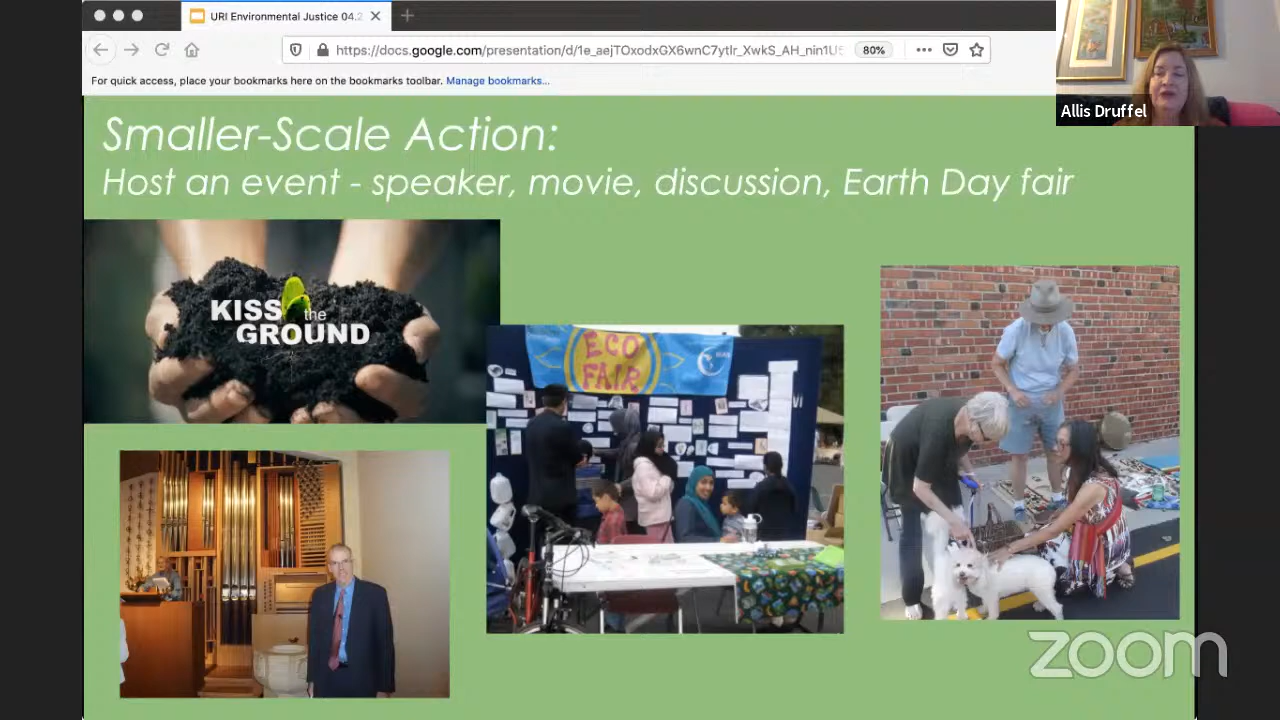 URI Environmental Justice 04.2
https://docs.google.com/presentation/d/1e_aejTOxodxGX6wnC7ytlr_XwkS_AH_nin1U5
80%
For quick access, place your bookmarks here on the bookmarks toolbar. Manage bookmarks...
Allis Druffel
Smaller-Scale Action:
Host an event - speaker, movie, discussion, Earth Day fair
KISS the
GROUND
ECO
FAIR
zoom